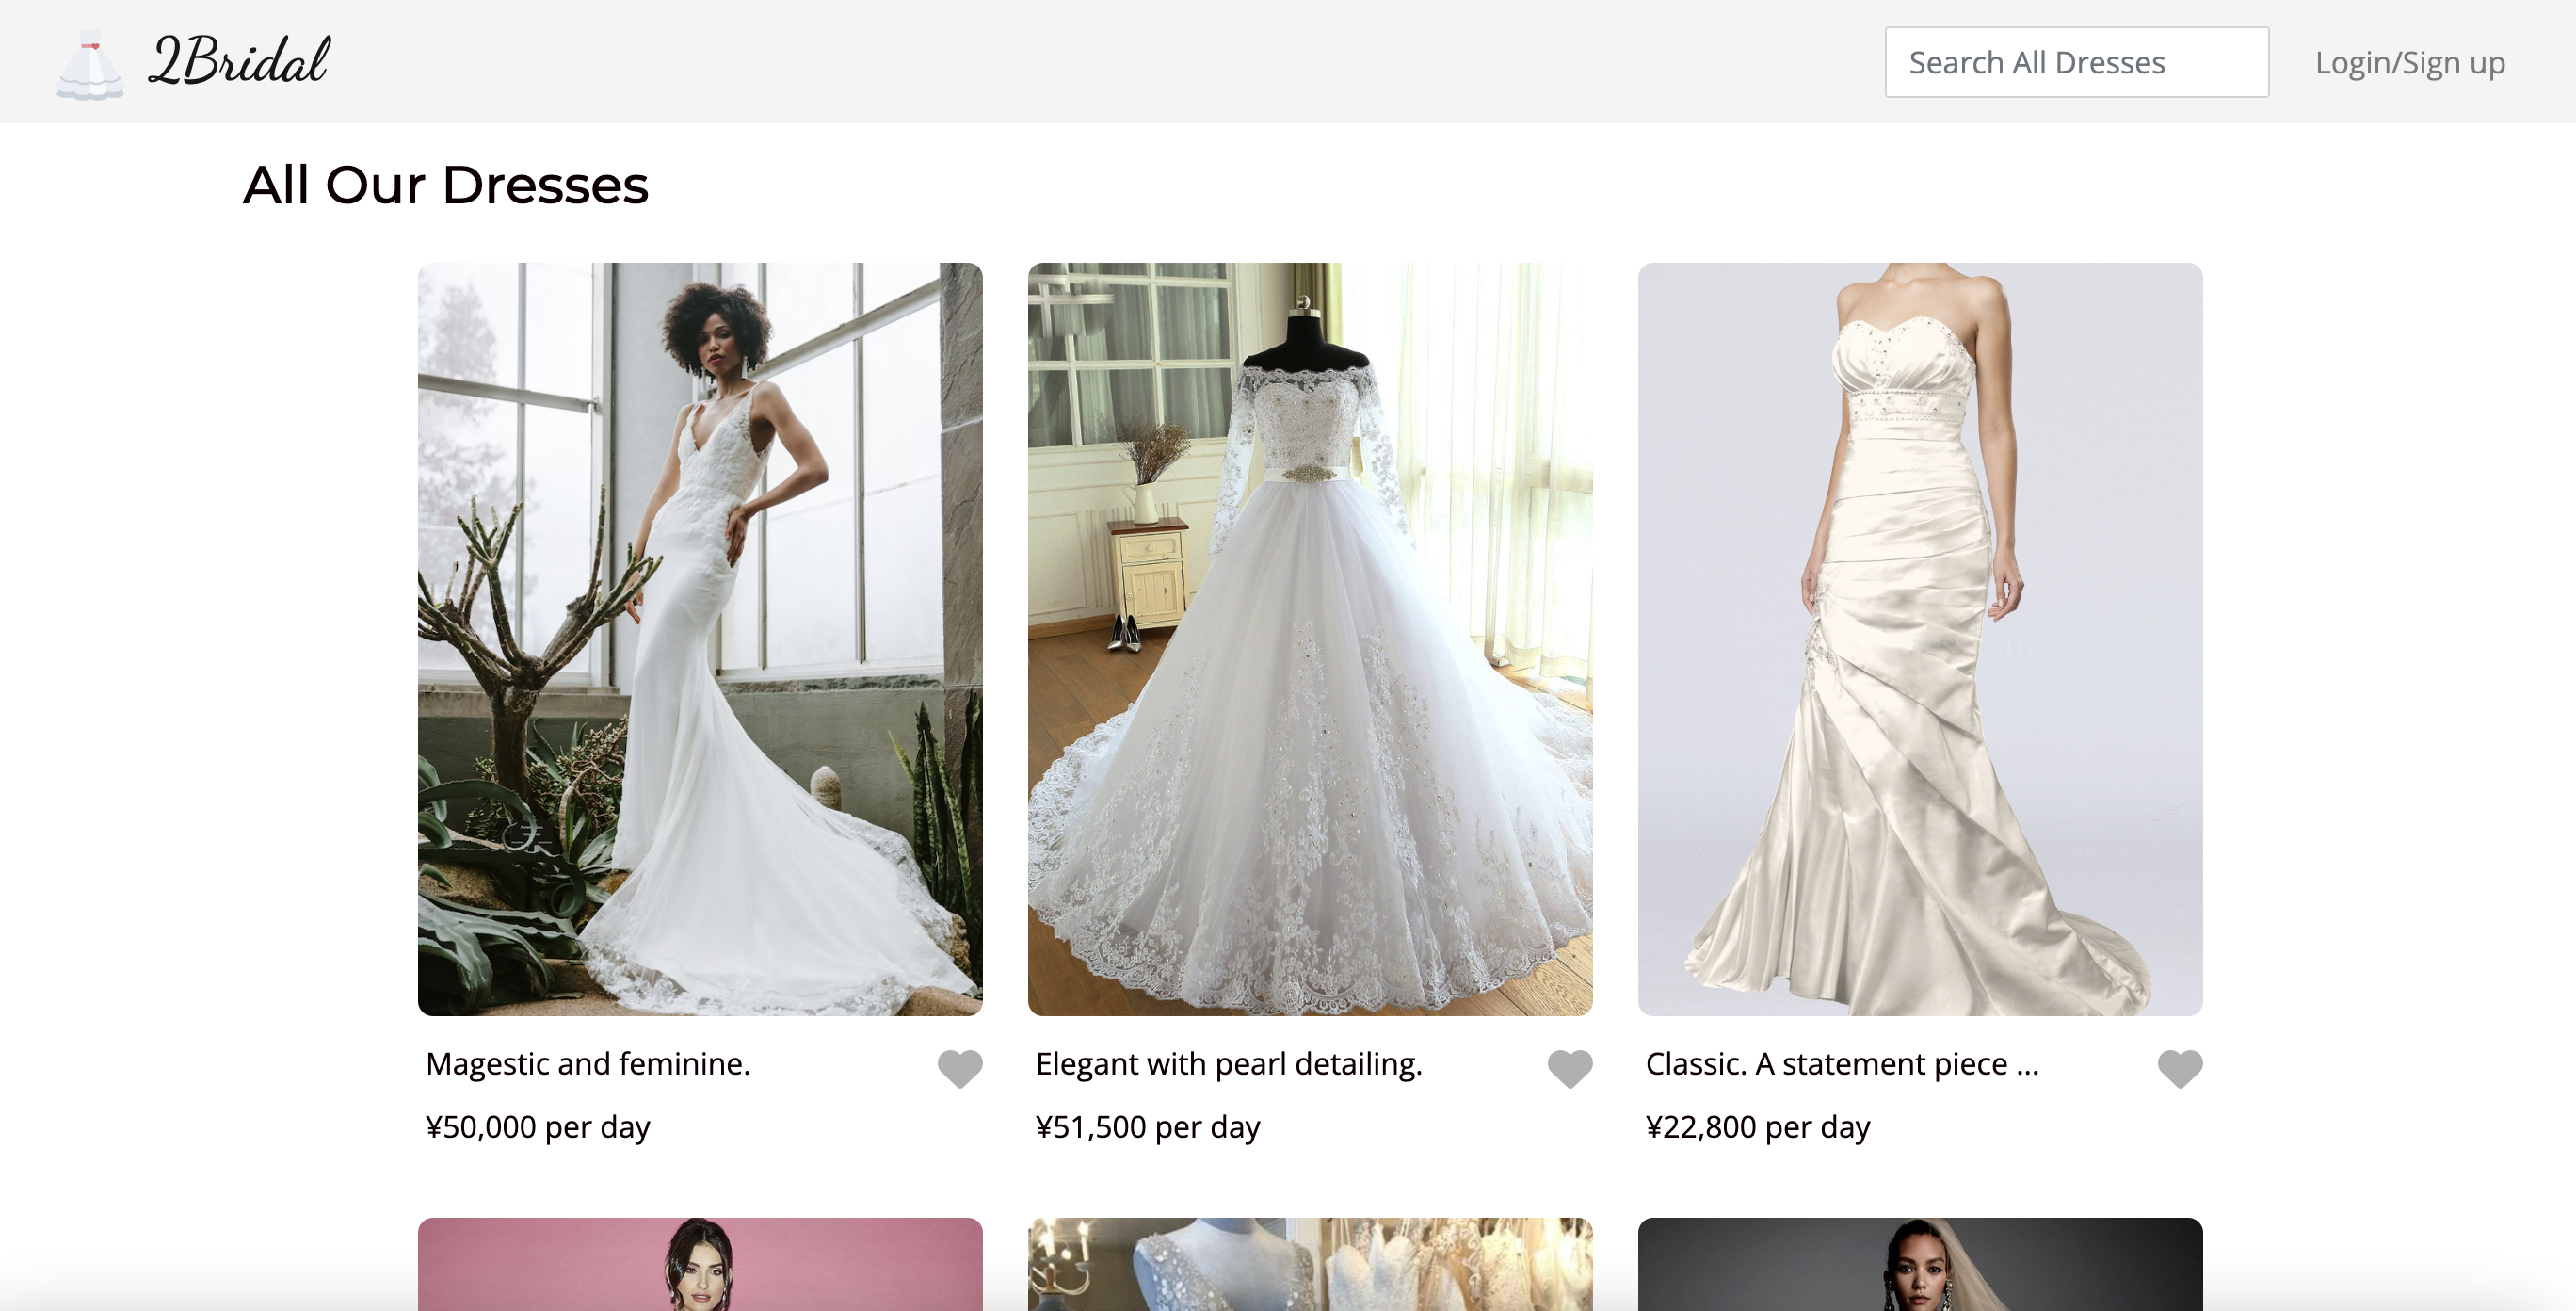 2Bridal
Search All Dresses
Login/Sign up
All Our Dresses
Magestic and feminine.
Elegant with pearl detailing.
Classic. A statement piece ...
¥50,000 per day
¥51,500 per day
¥22,800 per day